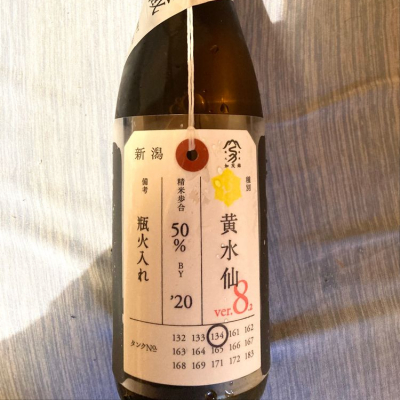 新潟
種別
黄水仙
ver.8.2
精米歩合
50%
BY
'20
備考
瓶火入れ
タンクNo.
132 133 134 161 162
163 164 165 166 167
168 169 171 172 183